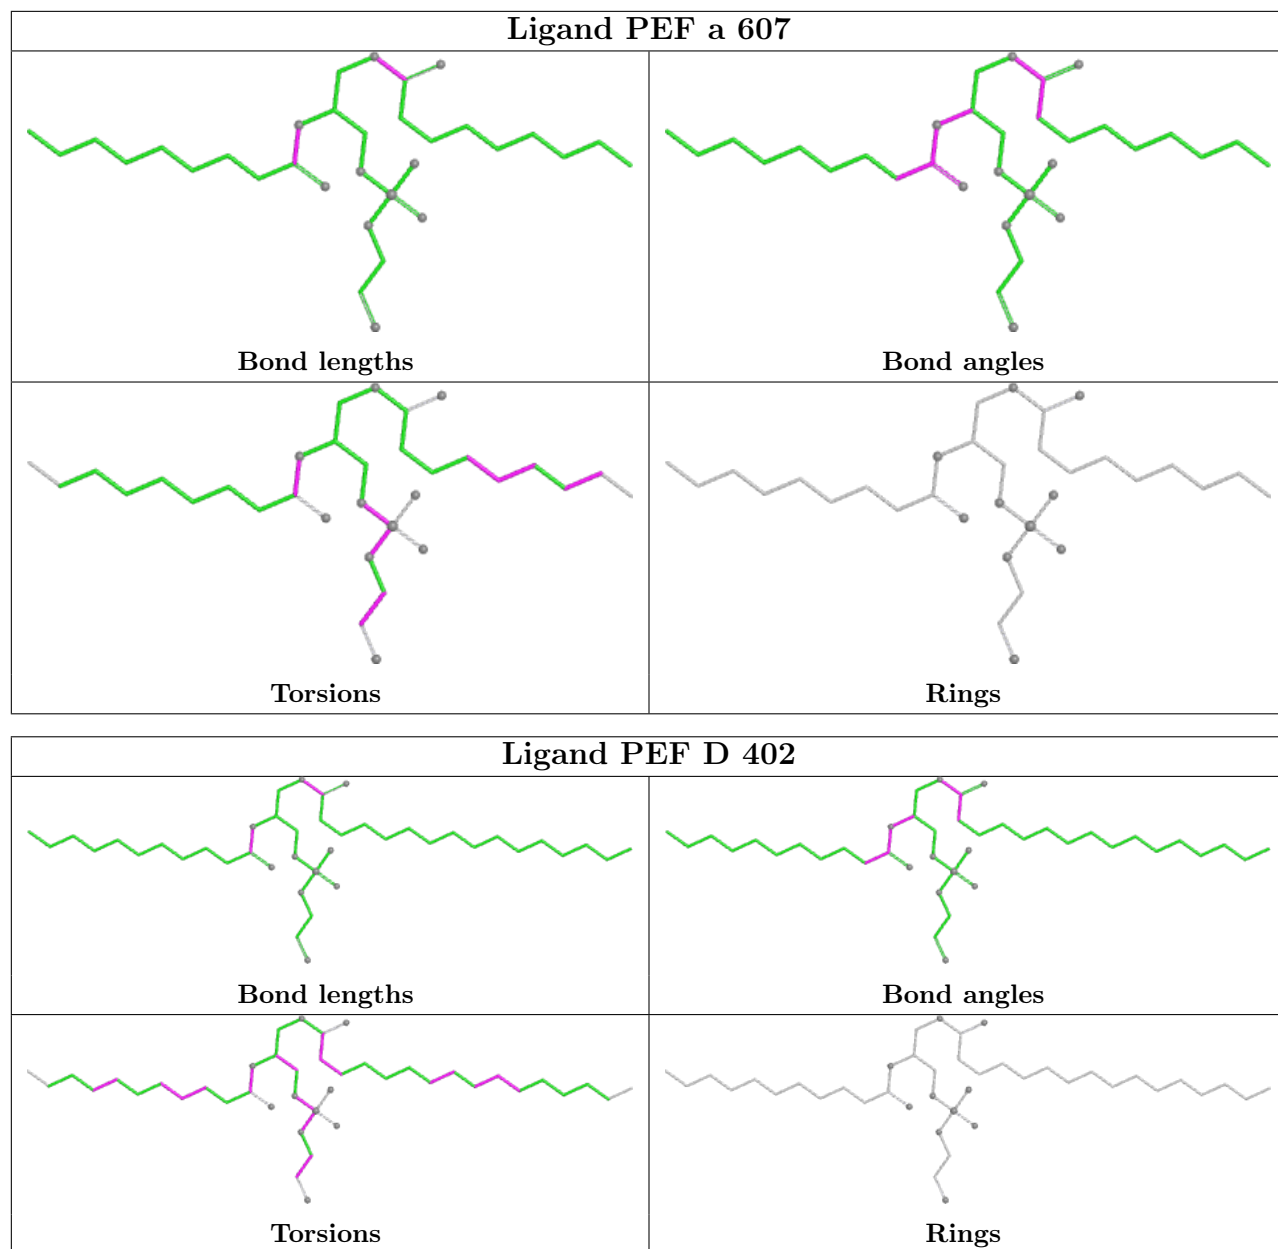 Ligand PEF a 607
Bond lengths
Bond angles
Torsions
Rings
Ligand PEF D 402
Bond lengths
Bond angles
Torsions
Rings